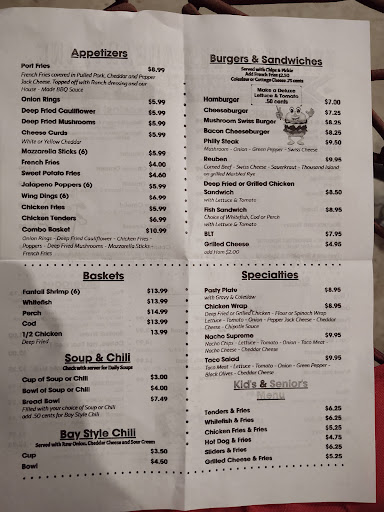 Appetizers
Port Fries $8.99
French Fries covered in Pulled Pork, Cheddar and Pepper
Jack Cheese. Topped off with Ranch dressing and our
House - Made BBQ Sauce
Onion Rings $5.99
Deep Fried Cauliflower $5.99
Deep Fried Mushrooms $5.99
Cheese Curds $5.99
White or Yellow Cheddar
Mozzarella Sticks (6) $5.99
French Fries $4.00
Sweet Potato Fries $4.60
Jalapeno Poppers (6) $5.99
Wing Dings (6) $6.99
Chicken Fries $5.99
Chicken Tenders $6.99
Combo Basket $10.99
Onion Rings - Deep Fried Cauliflower - Chicken Fries -
Poppers - Deep Fried Mushrooms - Mozzarella Sticks -
French Fries
Baskets
Fantail Shrimp (6) $13.99
Whitefish $13.99
Perch $14.99
Cod $13.99
1/2 Chicken 13.99
Deep Fried
Soup & Chili
Check with server for Daily Soups
Cup of Soup or Chili $3.00
Bowl of Soup or Chili $4.00
Bread Bowl $7.49
Filled with your choice of Soup or Chili
add .50 cents for Bay Style Chili
Bay Style Chili
Served with Raw Onion, Cheddar Cheese and Sour Cream
Cup $3.50
Bowl $4.50
Burgers & Sandwiches
Served with Chips & Pickle
Add French Fries $2.50
Coleslaw or Cottage Cheese .75 cents
Make a Deluxe
Lettuce & Tomato
.50 cents
Hamburger $7.00
Cheeseburger $7.25
Mushroom Swiss Burger $8.25
Bacon Cheeseburger $8.25
Philly Steak $9.50
Mushroom - Onion - Green Pepper - Swiss Cheese
Reuben $9.95
Corned Beef - Swiss Cheese - Sauerkraut - Thousand Island
on grilled Marbled Rye
Deep Fried or Grilled Chicken
Sandwich $8.50
with Lettuce & Tomato
Fish Sandwich $8.95
Choice of Whitefish, Cod or Perch
with Lettuce & Tomato
BLT $7.95
Grilled Cheese $4.95
add Ham $2.00
Specialties
Pasty Plate $8.95
with Gravy & Coleslaw
Chicken Wrap $8.95
Deep Fried or Grilled Chicken - Flour or Spinach Wrap
- Lettuce - Tomato - Onion - Pepper Jack Cheese - Cheddar
Cheese - Chipotle Sauce
Nacho Supreme $9.95
Nacho Chips - Lettuce - Tomato - Onion - Taco Meat -
Nacho Cheese - Cheddar Cheese
Taco Salad $9.95
Taco Meat - Lettuce - Tomato - Onion - Green Pepper -
Black Olives - Cheddar Cheese
Kid's & Senior's
Menu
Tenders & Fries $6.25
Whitefish & Fries $6.25
Chicken Fries & Fries $5.25
Hot Dog & Fries $4.75
Sliders & Fries $6.25
Grilled Cheese & Fries $5.25